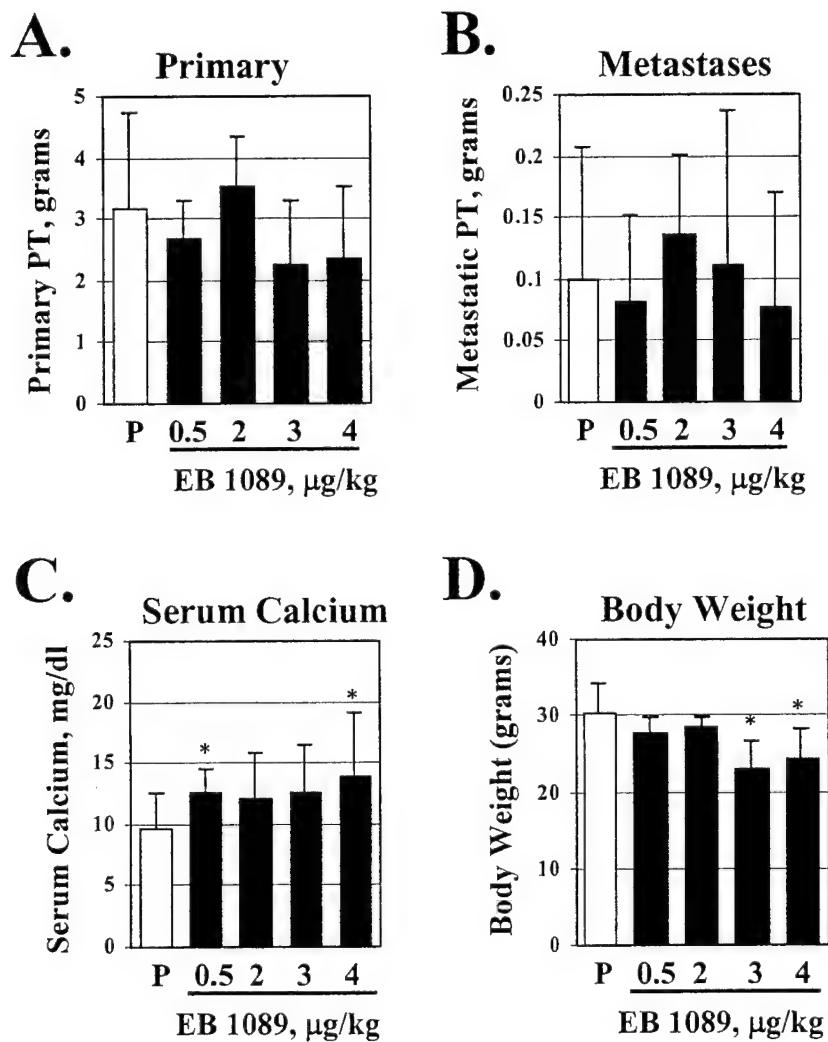 A.
Primary
Primary PT, grams
5
4
3
2
1
0
P 0.5 2 3 4
EB 1089, μg/kg
B.
Metastases
Metastatic PT, grams
0.25
0.2
0.15
0.1
0.05
0
P 0.5 2 3 4
EB 1089, μg/kg
C.
Serum Calcium
Serum Calcium, mg/dl
25
20
15
10
5
0
* *
P 0.5 2 3 4
EB 1089, μg/kg
D.
Body Weight
Body Weight (grams)
40
30
20
10
0
* *
P 0.5 2 3 4
EB 1089, μg/kg